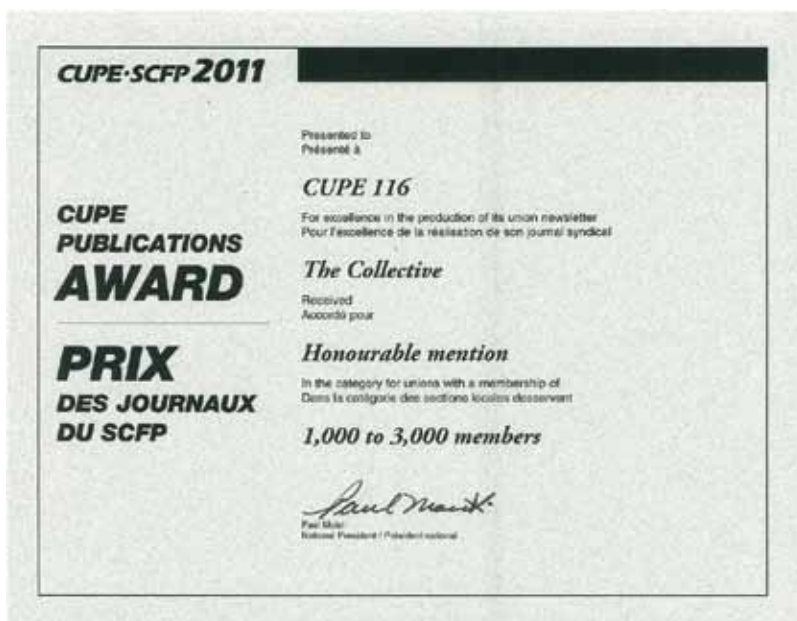 CUPE·SCFP 2011
CUPE
PUBLICATIONS
AWARD
PRIX
DES JOURNAUX
DU SCFP
Presented to
Présenté à
CUPE 116
For excellence in the production of its union newsletter
Pour l'excellence de la réalisation de son journal syndical
The Collective
Received
Accordé pour
Honourable mention
In the category for unions with a membership of
Dans la catégorie des sections locales desservant
1,000 to 3,000 members
Paul
National President / Président national